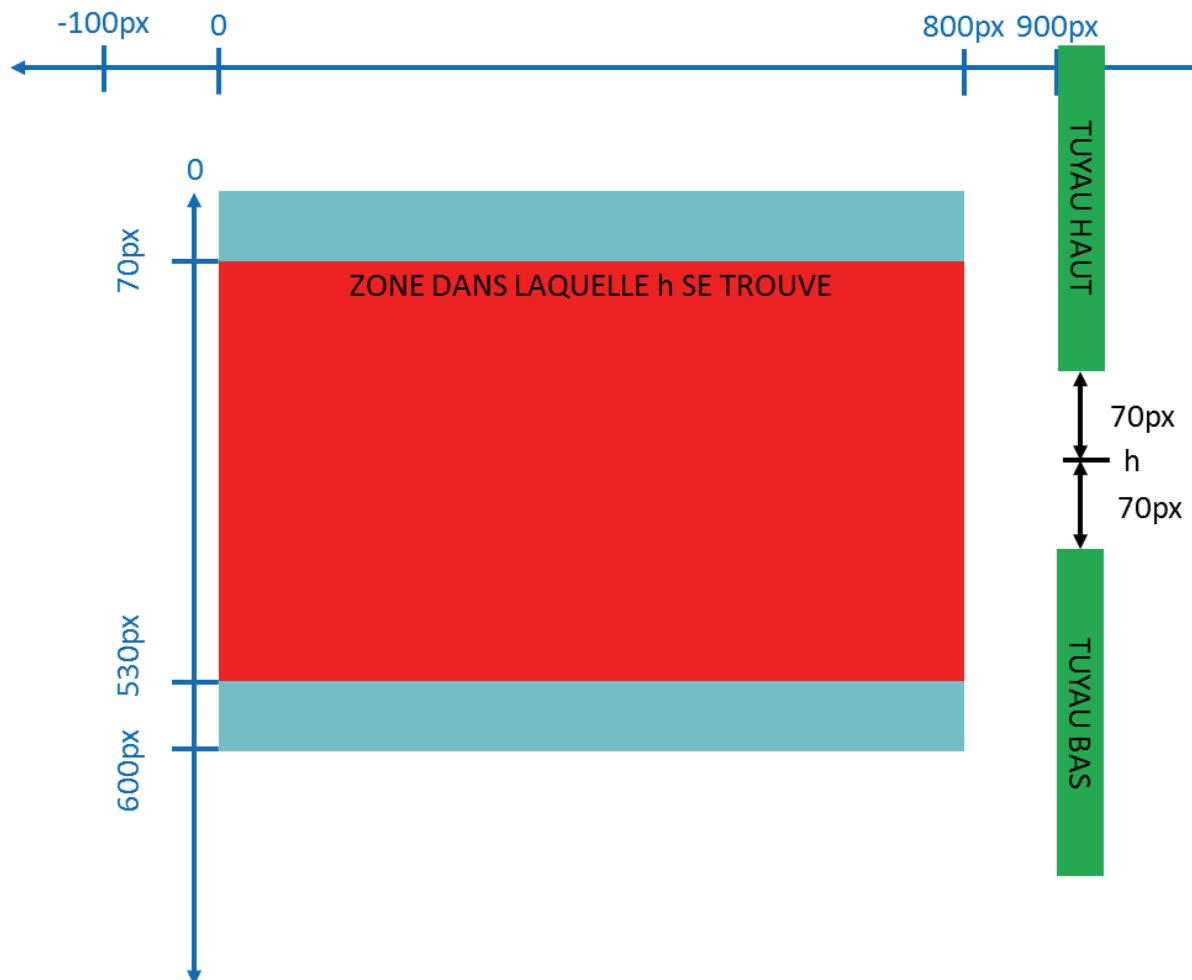 -100px
0
800px
900px
0
70px
TUYAU HAUT
ZONE DANS LAQUELLE h SE TROUVE
70px
h
70px
530px
TUYAU BAS
600px